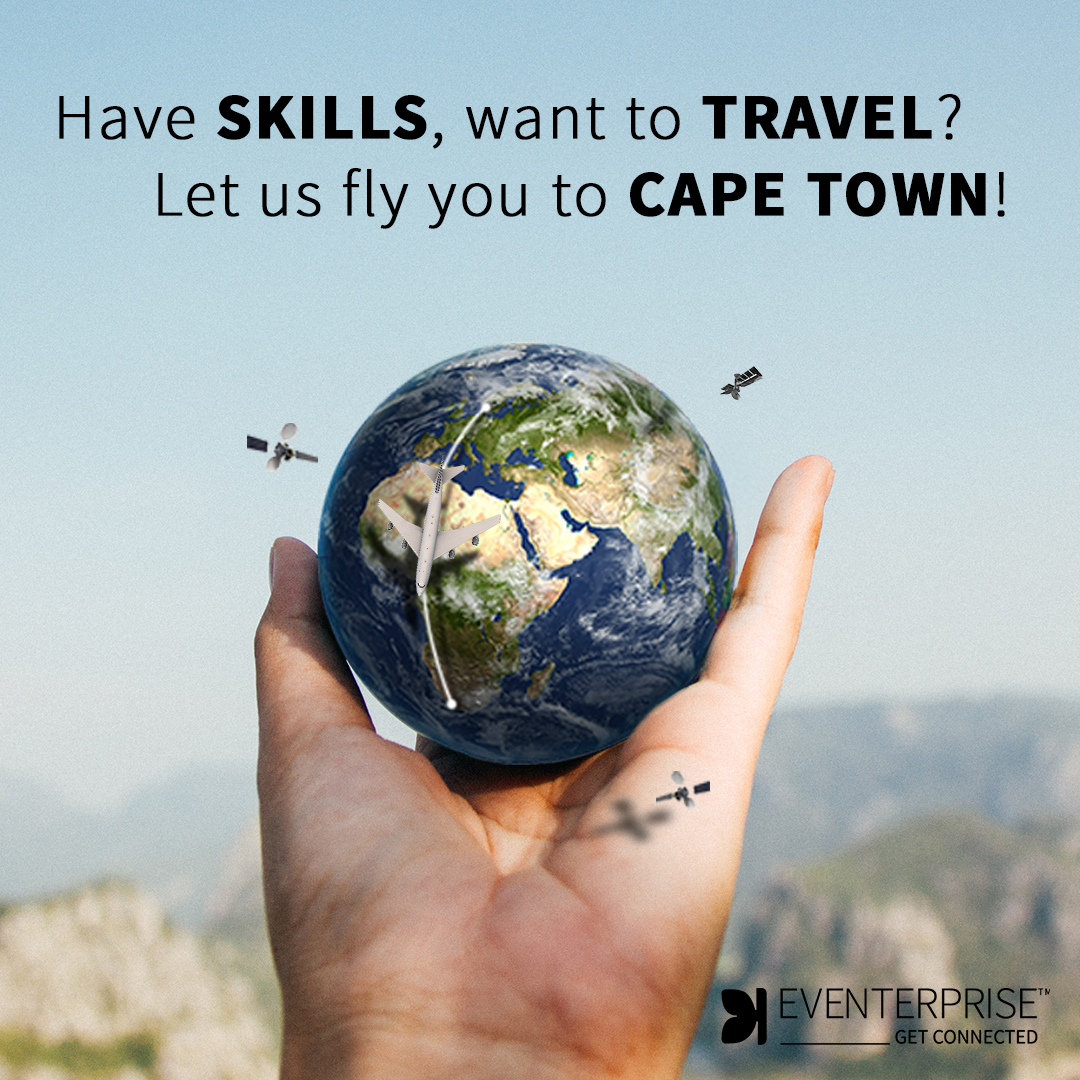 Have SKILLS, want to TRAVEL?
Let us fly you to CAPE TOWN!
EVENTERPRISE™
GET CONNECTED